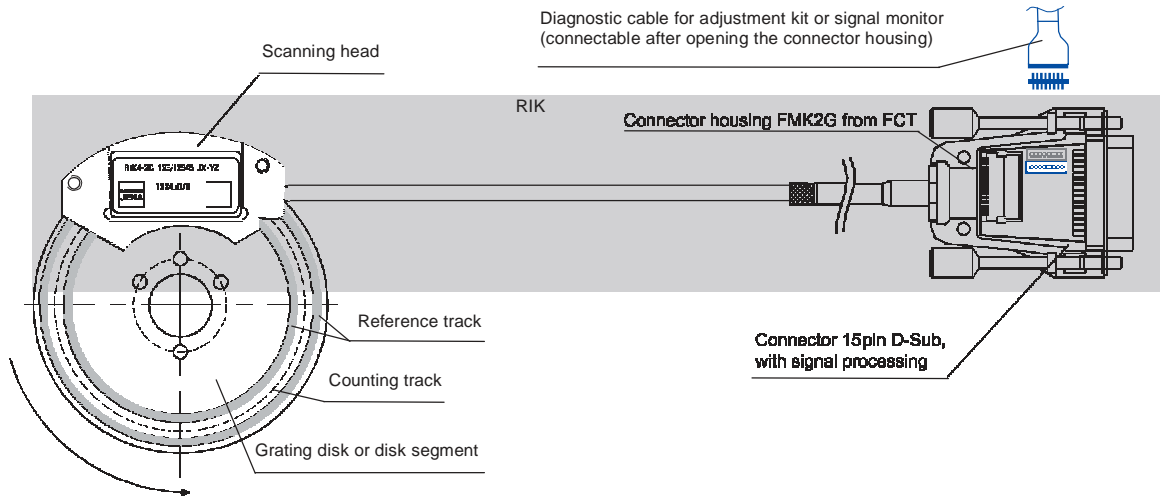 Diagnostic cable for adjustment kit or signal monitor
(connectable after opening the connector housing)
Scanning head
RIK
Connector housing FMK2G from FCT
JENA
Reference track
Connector 15pin D-Sub,
with signal processing
Counting track
Grating disk or disk segment